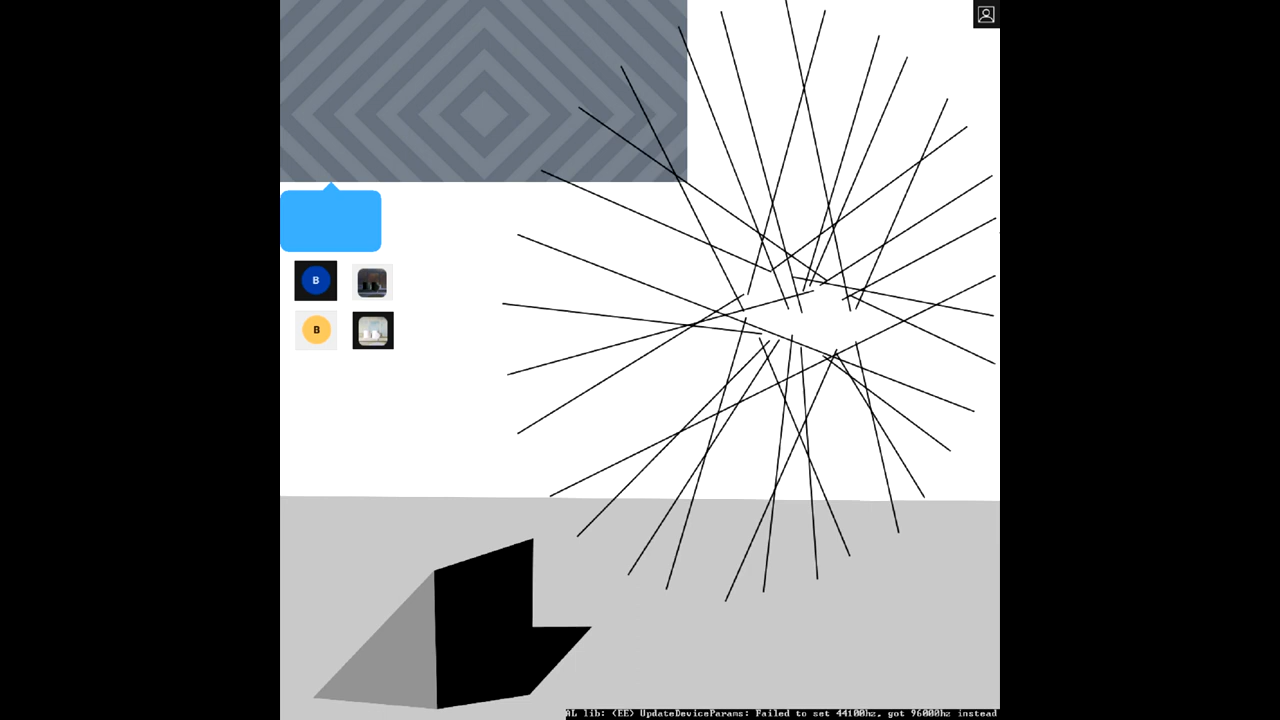 B
B
AL lib: (EE) UpdateDeviceParams: Failed to set 44100hz, got 96000hz instead